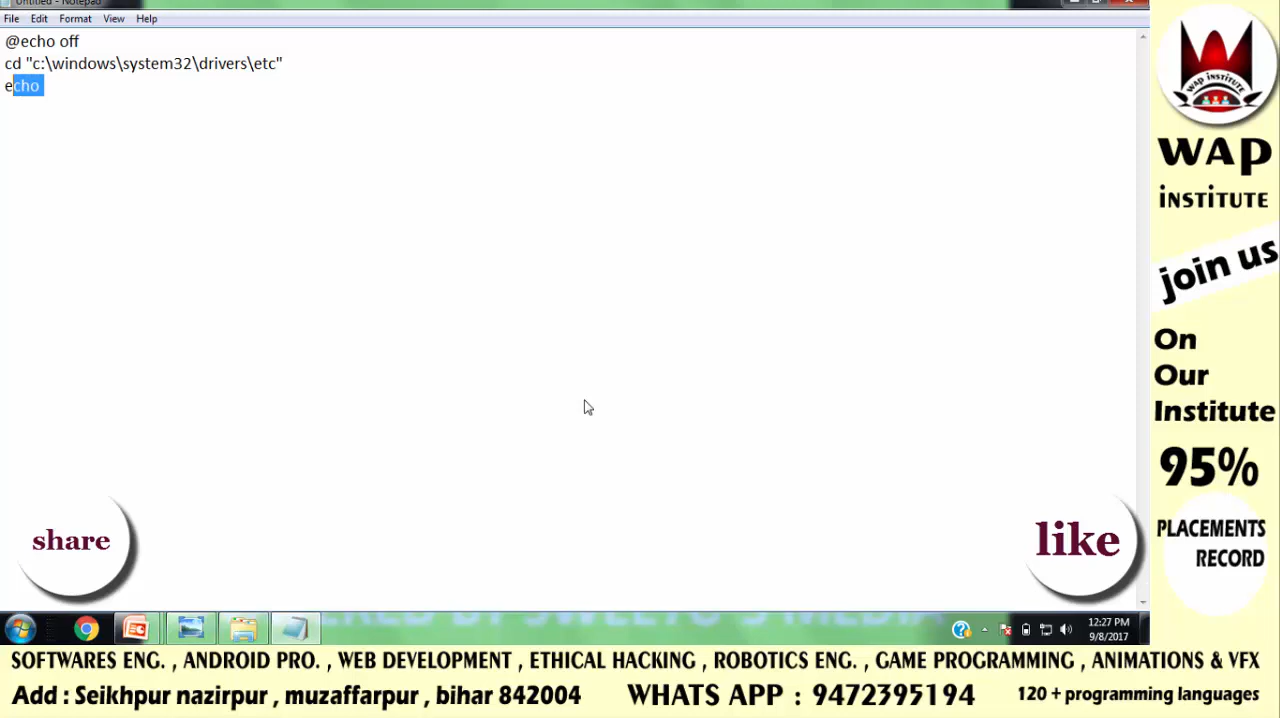 Untitled - Notepad
File Edit Format View Help
@echo off
cd "c:\windows\system32\drivers\etc"
echo
WAP INSTITUTE
WAP
INSTITUTE
join us
On
Our
Institute
95%
PLACEMENTS
RECORD
share
like
12:27 PM
9/8/2017
SOFTWARES ENG. , ANDROID PRO. , WEB DEVELOPMENT , ETHICAL HACKING , ROBOTICS ENG. , GAME PROGRAMMING , ANIMATIONS & VFX
Add : Seikhpur nazirpur , muzaffarpur , bihar 842004 WHATS APP : 9472395194 120 + programming languages